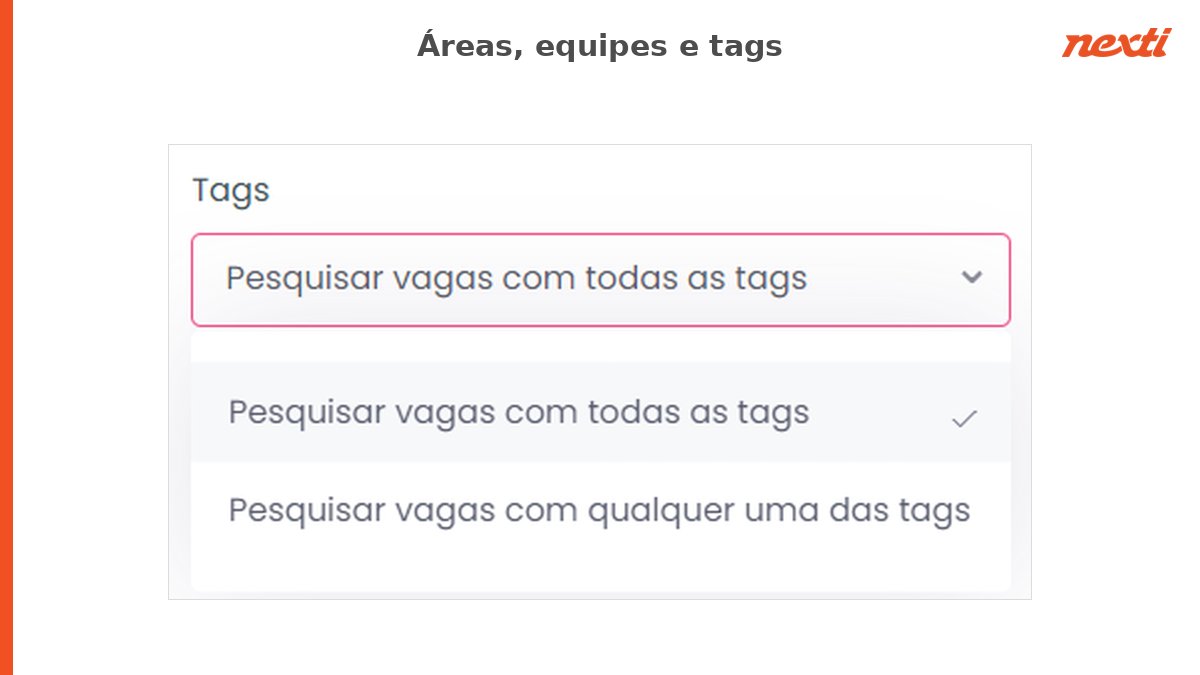 Áreas, equipes e tags
nexti
Tags
Pesquisar vagas com todas as tags
Pesquisar vagas com todas as tags
Pesquisar vagas com qualquer uma das tags